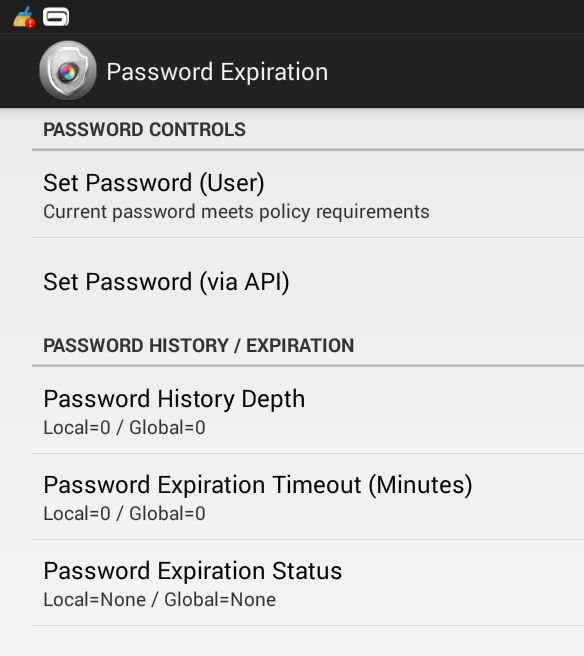 Password Expiration
PASSWORD CONTROLS
Set Password (User)
Current password meets policy requirements
Set Password (via API)
PASSWORD HISTORY / EXPIRATION
Password History Depth
Local=0 / Global=0
Password Expiration Timeout (Minutes)
Local=0 / Global=0
Password Expiration Status
Local=None / Global=None